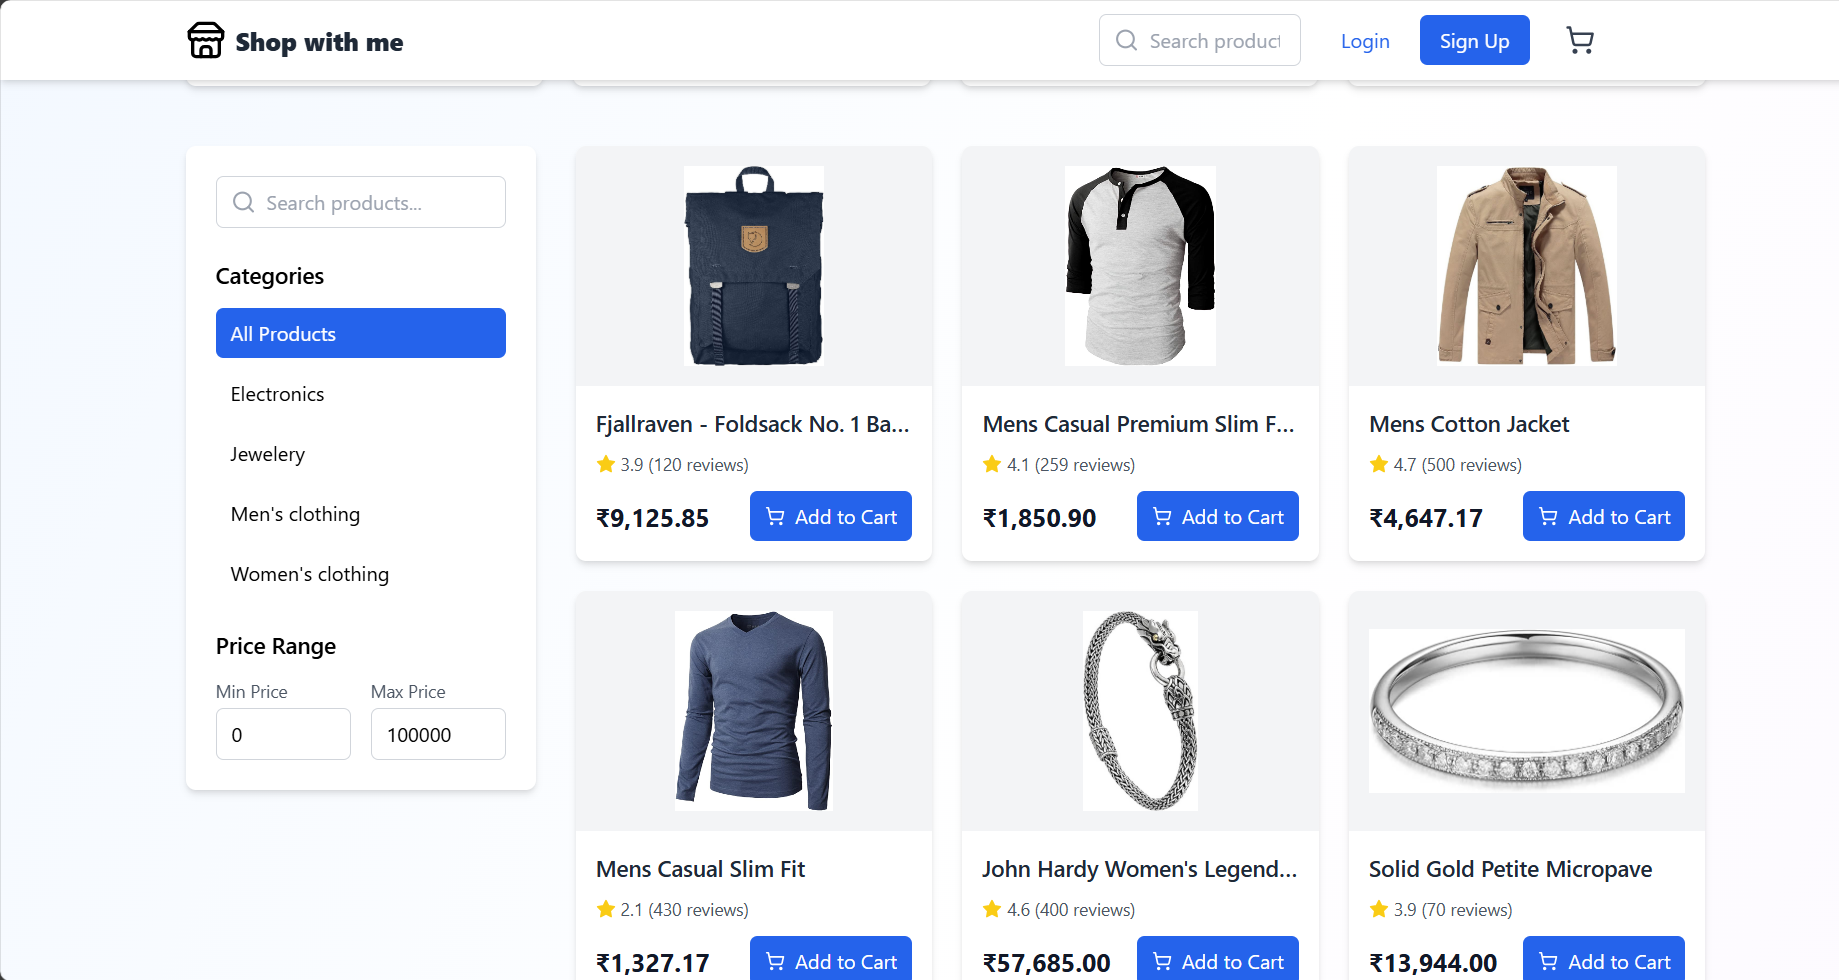 Shop with me
Search product
Login
Sign Up
Search products...
Categories
All Products
Electronics
Jewelery
Men's clothing
Women's clothing
Price Range
Min Price
Max Price
0
100000
Fjallraven - Foldsack No. 1 Ba...
3.9 (120 reviews)
₹9,125.85
Add to Cart
Mens Casual Premium Slim F...
4.1 (259 reviews)
₹1,850.90
Add to Cart
Mens Cotton Jacket
4.7 (500 reviews)
₹4,647.17
Add to Cart
Mens Casual Slim Fit
2.1 (430 reviews)
₹1,327.17
Add to Cart
John Hardy Women's Legend...
4.6 (400 reviews)
₹57,685.00
Add to Cart
Solid Gold Petite Micropave
3.9 (70 reviews)
₹13,944.00
Add to Cart